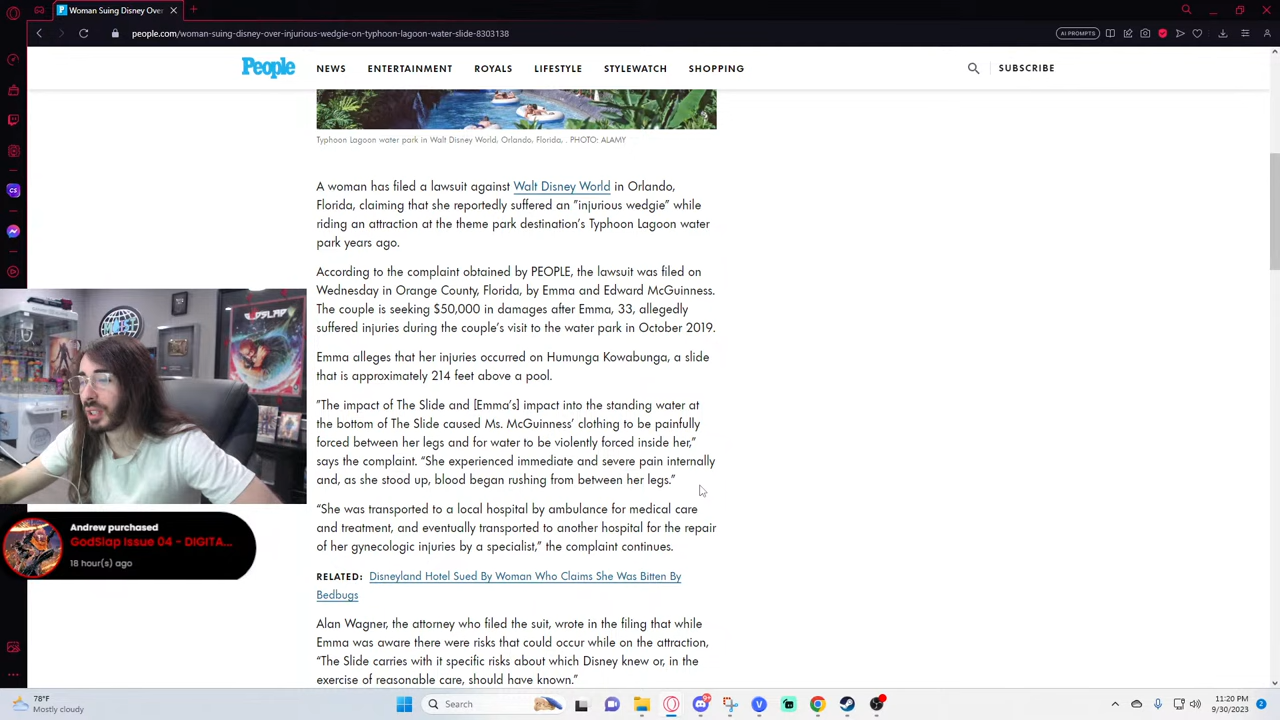 Woman Suing Disney Over
people.com/woman-suing-disney-over-injurious-wedgie-on-typhoon-lagoon-water-slide-8303138
AI PROMPTS
People
NEWS
ENTERTAINMENT
ROYALS
LIFESTYLE
STYLEWATCH
SHOPPING
SUBSCRIBE
Typhoon Lagoon water park in Walt Disney World, Orlando, Florida, . PHOTO: ALAMY
A woman has filed a lawsuit against Walt Disney World in Orlando,
Florida, claiming that she reportedly suffered an "injurious wedgie" while
riding an attraction at the theme park destination's Typhoon Lagoon water
park years ago.
According to the complaint obtained by PEOPLE, the lawsuit was filed on
Wednesday in Orange County, Florida, by Emma and Edward McGuinness.
The couple is seeking $50,000 in damages after Emma, 33, allegedly
suffered injuries during the couple's visit to the water park in October 2019.
Emma alleges that her injuries occurred on Humunga Kowabunga, a slide
that is approximately 214 feet above a pool.
"The impact of The Slide and [Emma's] impact into the standing water at
the bottom of The Slide caused Ms. McGuinness' clothing to be painfully
forced between her legs and for water to be violently forced inside her,"
says the complaint. "She experienced immediate and severe pain internally
and, as she stood up, blood began rushing from between her legs."
"She was transported to a local hospital by ambulance for medical care
and treatment, and eventually transported to another hospital for the repair
of her gynecologic injuries by a specialist," the complaint continues.
RELATED: Disneyland Hotel Sued By Woman Who Claims She Was Bitten By
Bedbugs
Alan Wagner, the attorney who filed the suit, wrote in the filing that while
Emma was aware there were risks that could occur while on the attraction,
"The Slide carries with it specific risks about which Disney knew or, in the
exercise of reasonable care, should have known."
GODSLAP
Andrew purchased
GodSlap Issue 04 - DIGITA...
18 hour(s) ago
78°F
Mostly cloudy
Search
11:20 PM
9/30/2023